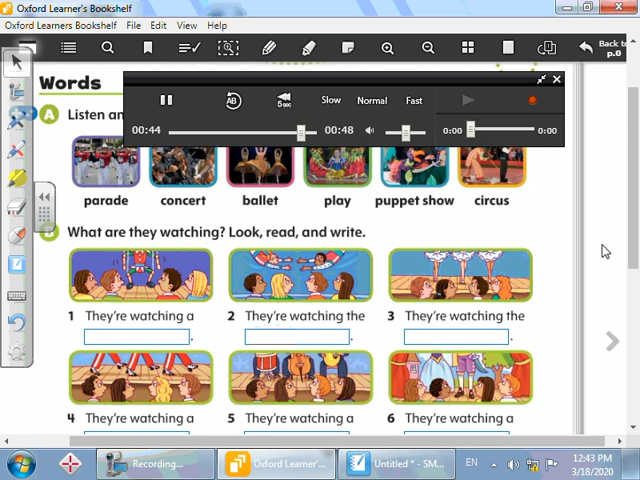 Oxford Learner's Bookshelf
Oxford Learners Bookshelf File Edit View Help
Back to
p.0
Words
A Listen an
AB
5 SEC
Slow Normal Fast
00:44 00:48 0:00 0:00
parade concert ballet play puppet show circus
What are they watching? Look, read, and write.
1 They're watching a
.
2 They're watching the
.
3 They're watching the
.
4 They're watching a
5 They're watching a
6 They're watching a
Recording...
Oxford Learner'...
Untitled * - SM...
EN
12:43 PM
3/18/2020